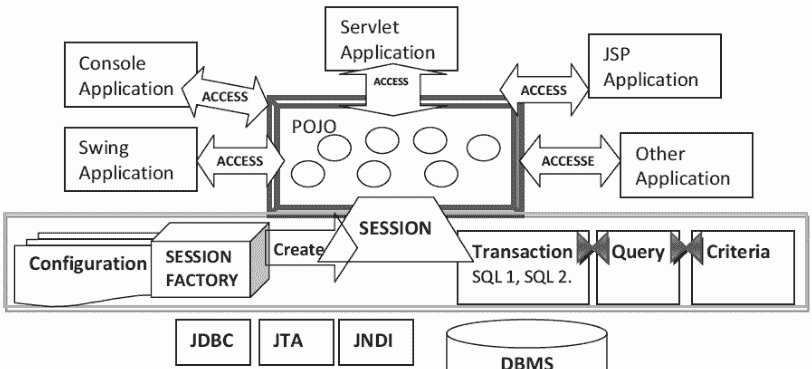 Servlet
Application
Console
Application
JSP
Application
ACCESS
ACCESS
ACCESS
POJO
Swing
Application
ACCESS
ACCESSE
Other
Application
SESSION
Configuration
SESSION
FACTORY
Create
Transaction
SQL 1, SQL 2.
Query
Criteria
JDBC
JTA
JNDI
DBMS